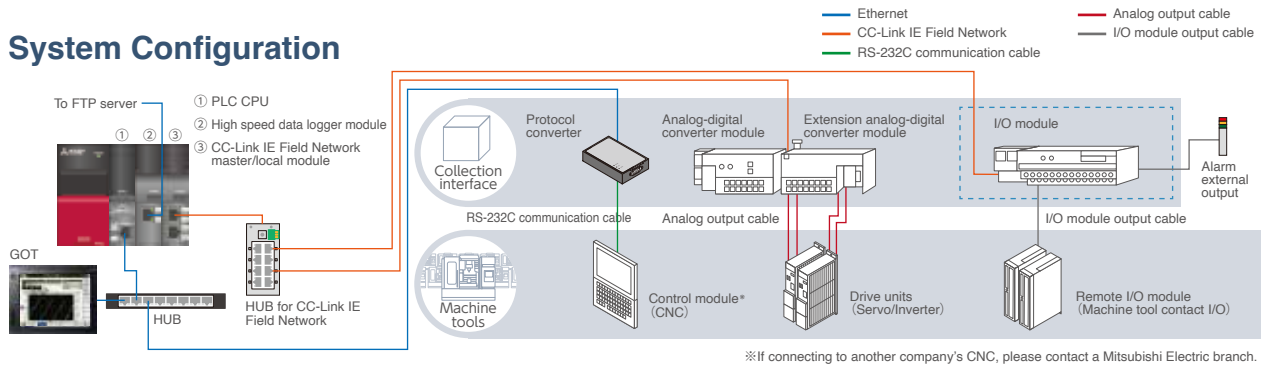 System Configuration
Ethernet
CC-Link IE Field Network
RS-232C communication cable
Analog output cable
I/O module output cable
To FTP server
① PLC CPU
② High speed data logger module
③ CC-Link IE Field Network
master/local module
① ② ③
GOT
HUB
HUB for CC-Link IE
Field Network
Collection
interface
Protocol
converter
Analog-digital
converter module
Extension analog-digital
converter module
I/O module
Alarm
external
output
RS-232C communication cable
Analog output cable
I/O module output cable
Machine
tools
Control module*
(CNC)
Drive units
(Servo/Inverter)
Remote I/O module
(Machine tool contact I/O)
※If connecting to another company's CNC, please contact a Mitsubishi Electric branch.